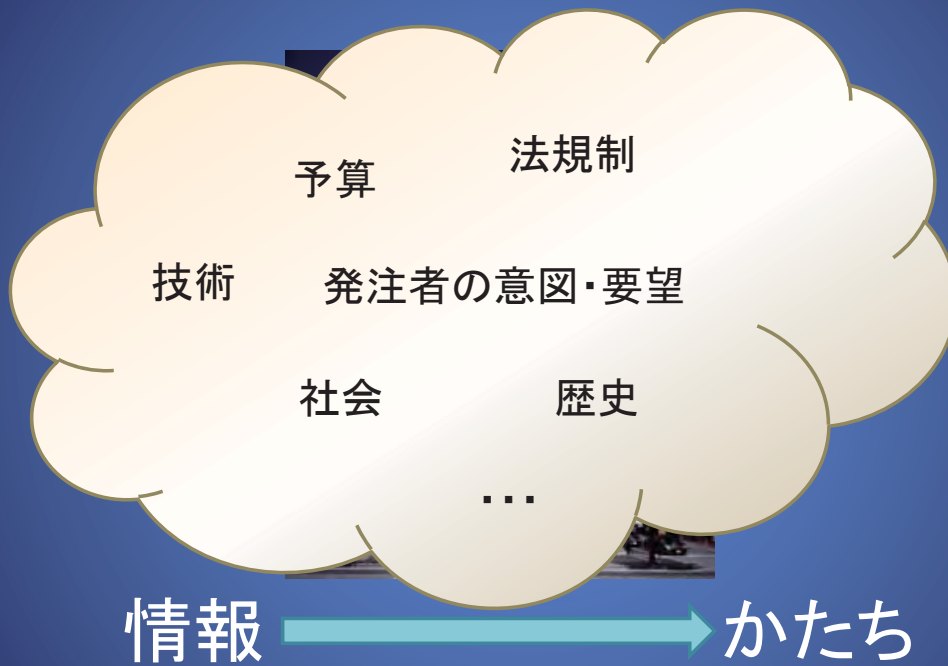 予算
法規制
技術
発注者の意図・要望
社会
歴史
...
情報
かたち